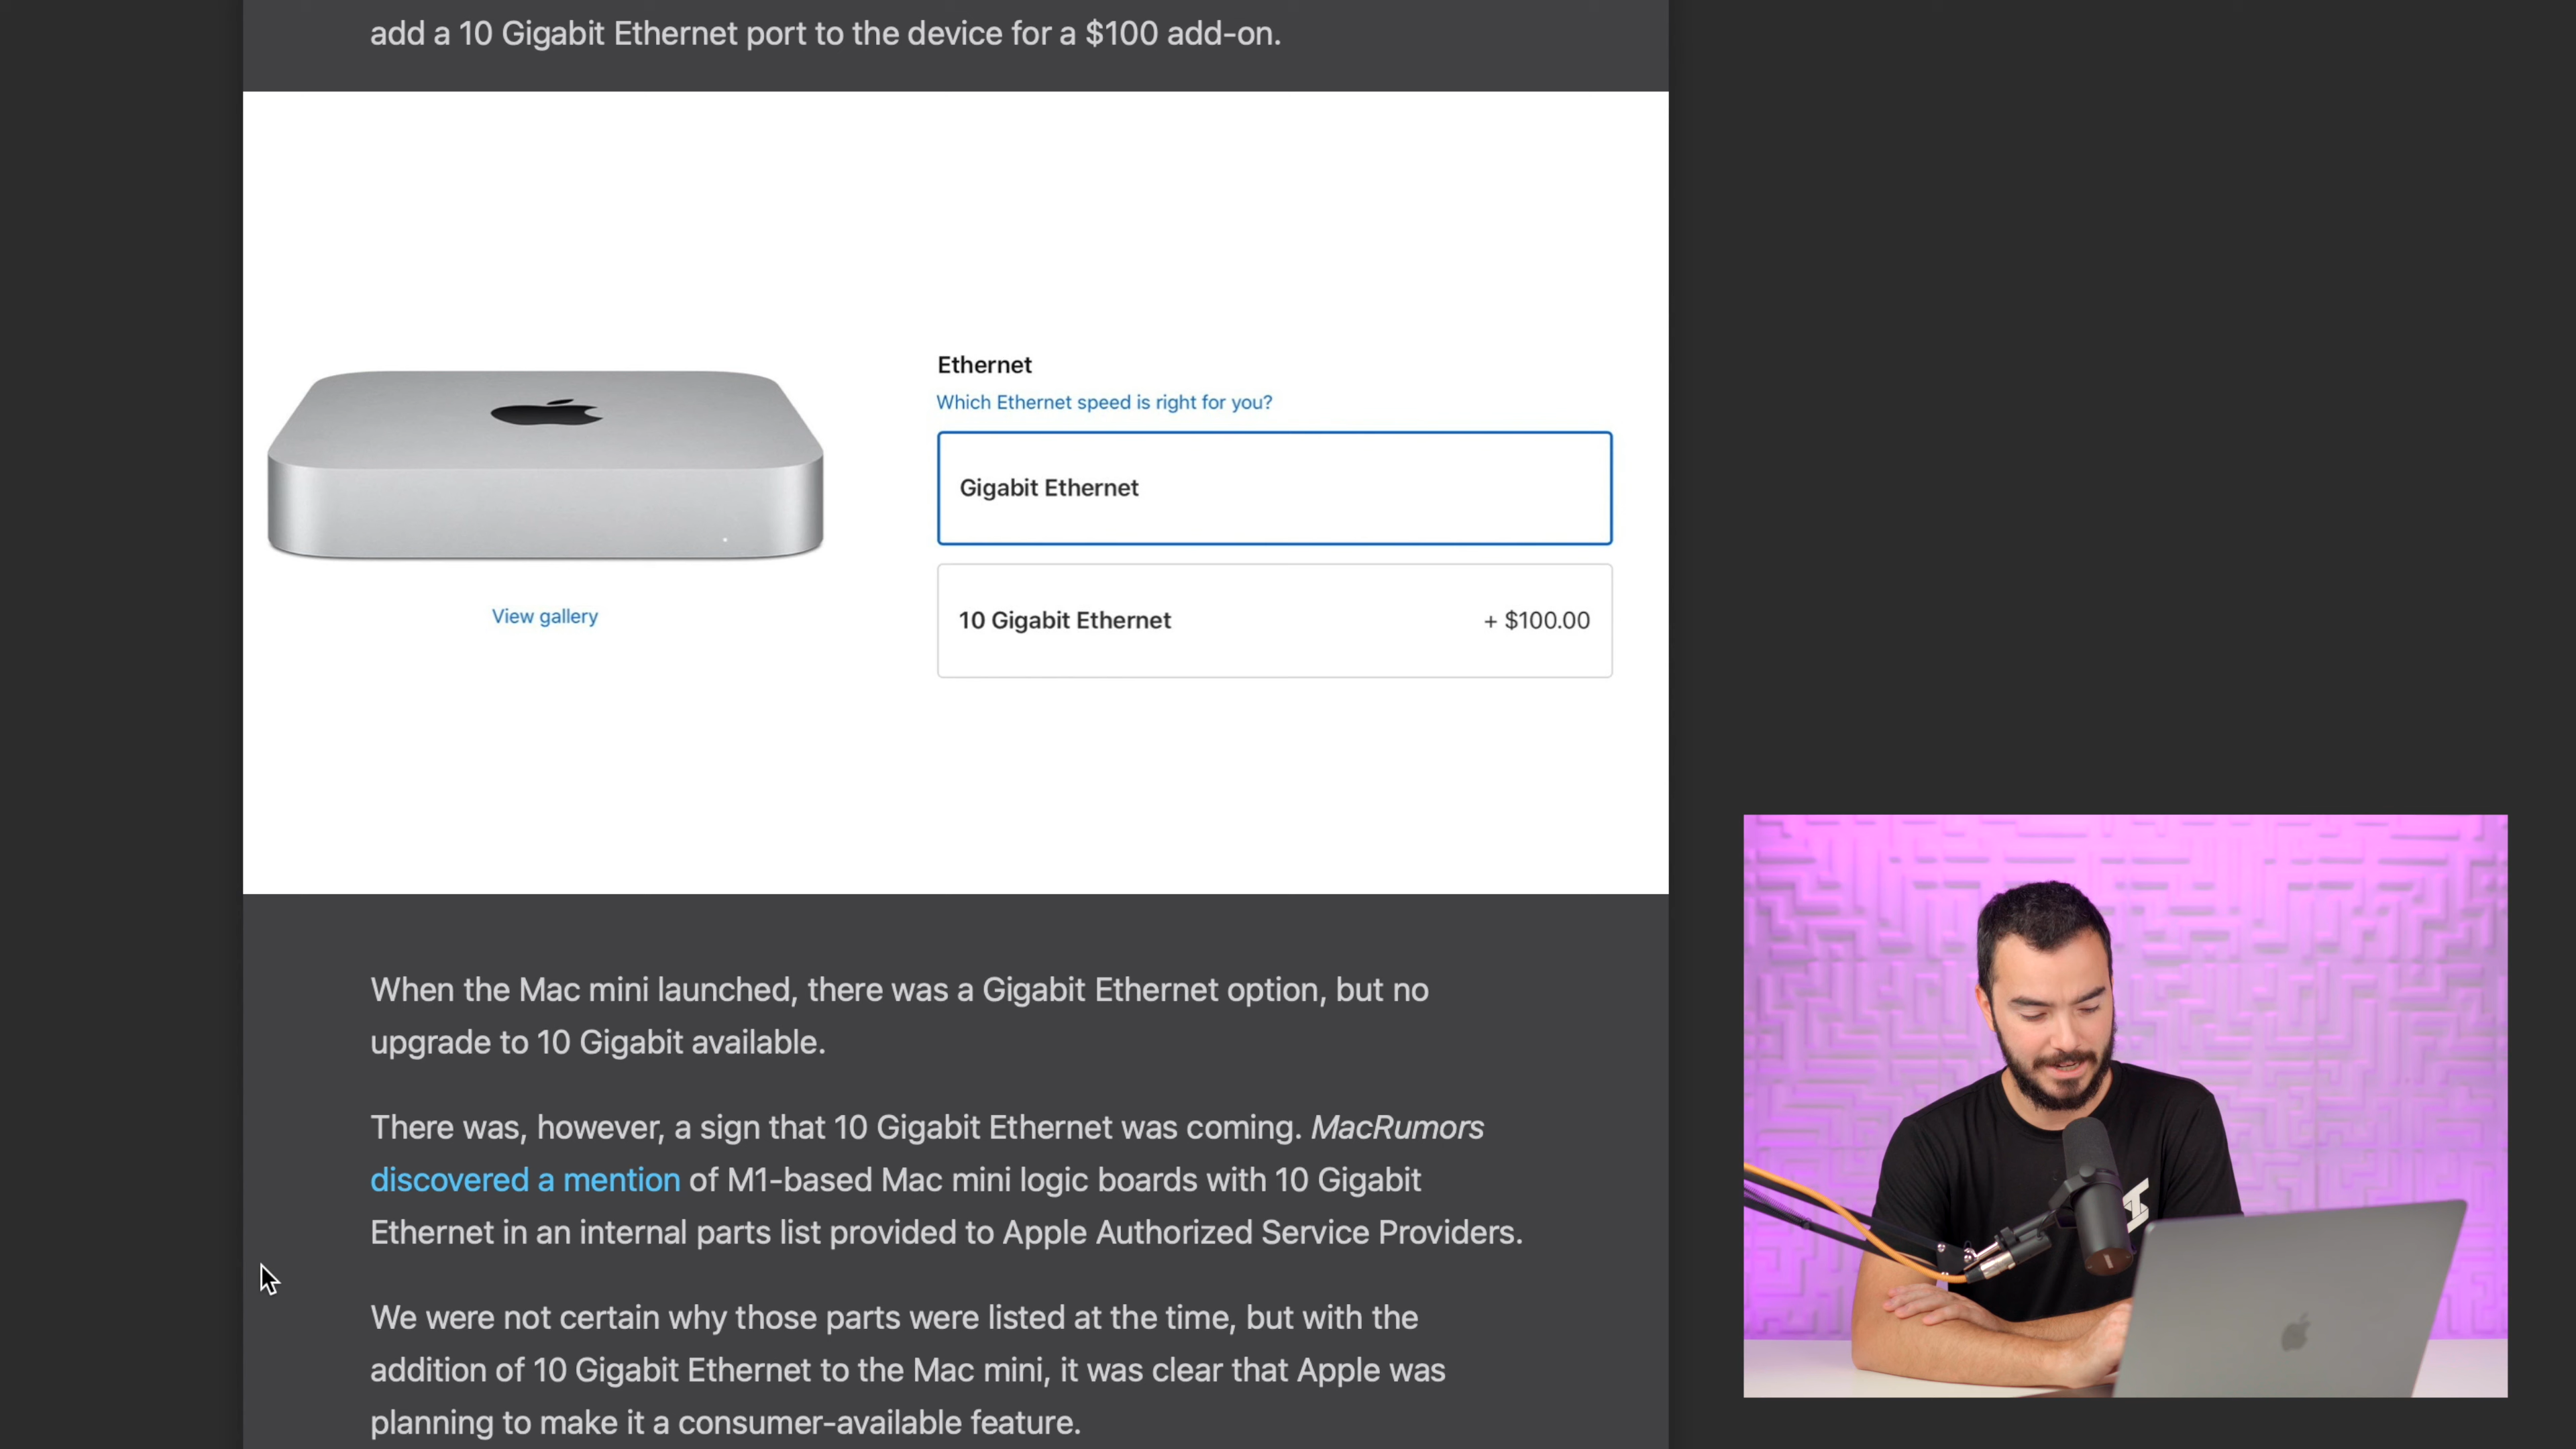 add a 10 Gigabit Ethernet port to the device for a $100 add-on.
Ethernet
Which Ethernet speed is right for you?
Gigabit Ethernet
10 Gigabit Ethernet + $100.00
View gallery
When the Mac mini launched, there was a Gigabit Ethernet option, but no
upgrade to 10 Gigabit available.
There was, however, a sign that 10 Gigabit Ethernet was coming. MacRumors
discovered a mention of M1-based Mac mini logic boards with 10 Gigabit
Ethernet in an internal parts list provided to Apple Authorized Service Providers.
We were not certain why those parts were listed at the time, but with the
addition of 10 Gigabit Ethernet to the Mac mini, it was clear that Apple was
planning to make it a consumer-available feature.